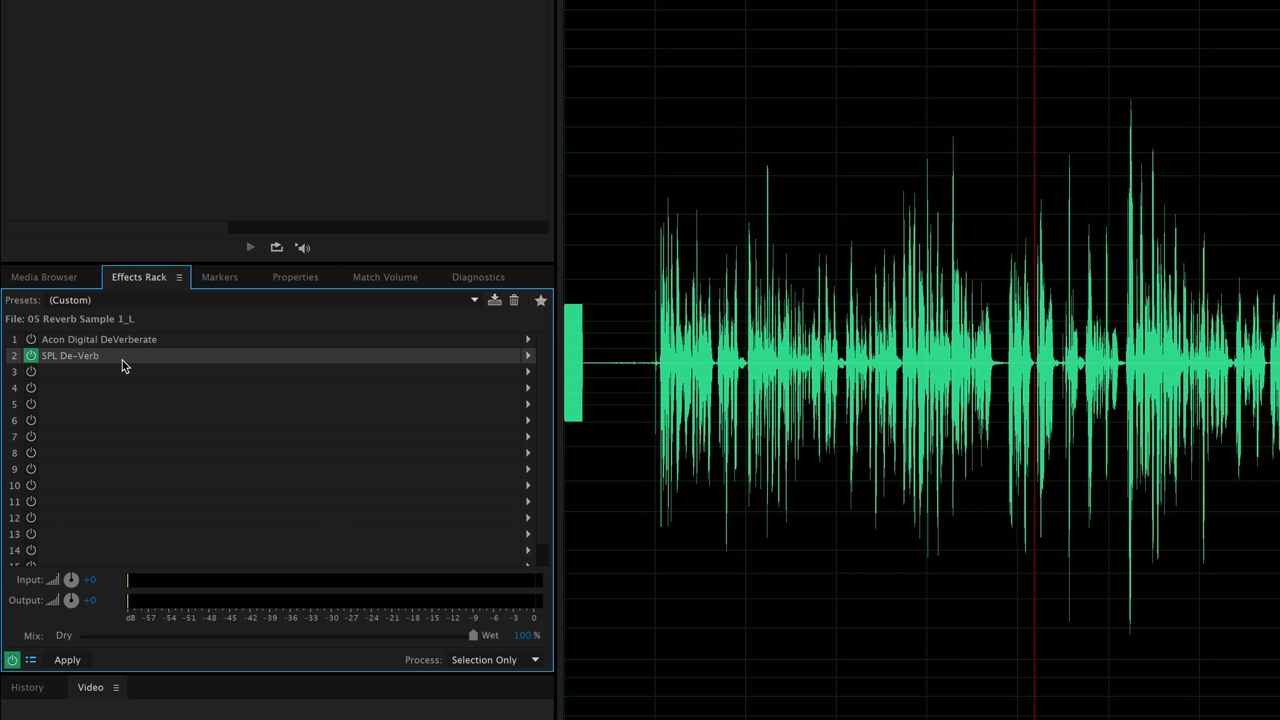 Media Browser Effects Rack Markers Properties Match Volume Diagnostics
Presets: (Custom)
File: 05 Reverb Sample 1_L
1 Acon Digital DeVerberate
2 SPL De-Verb
3
4
5
6
7
8
9
10
11
12
13
14
Input: +0
Output: +0
dB -57 -54 -51 -48 -45 -42 -39 -36 -33 -30 -27 -24 -21 -18 -15 -12 -9 -6 -3 0
Mix: Dry Wet 100 %
Apply Process: Selection Only
History Video